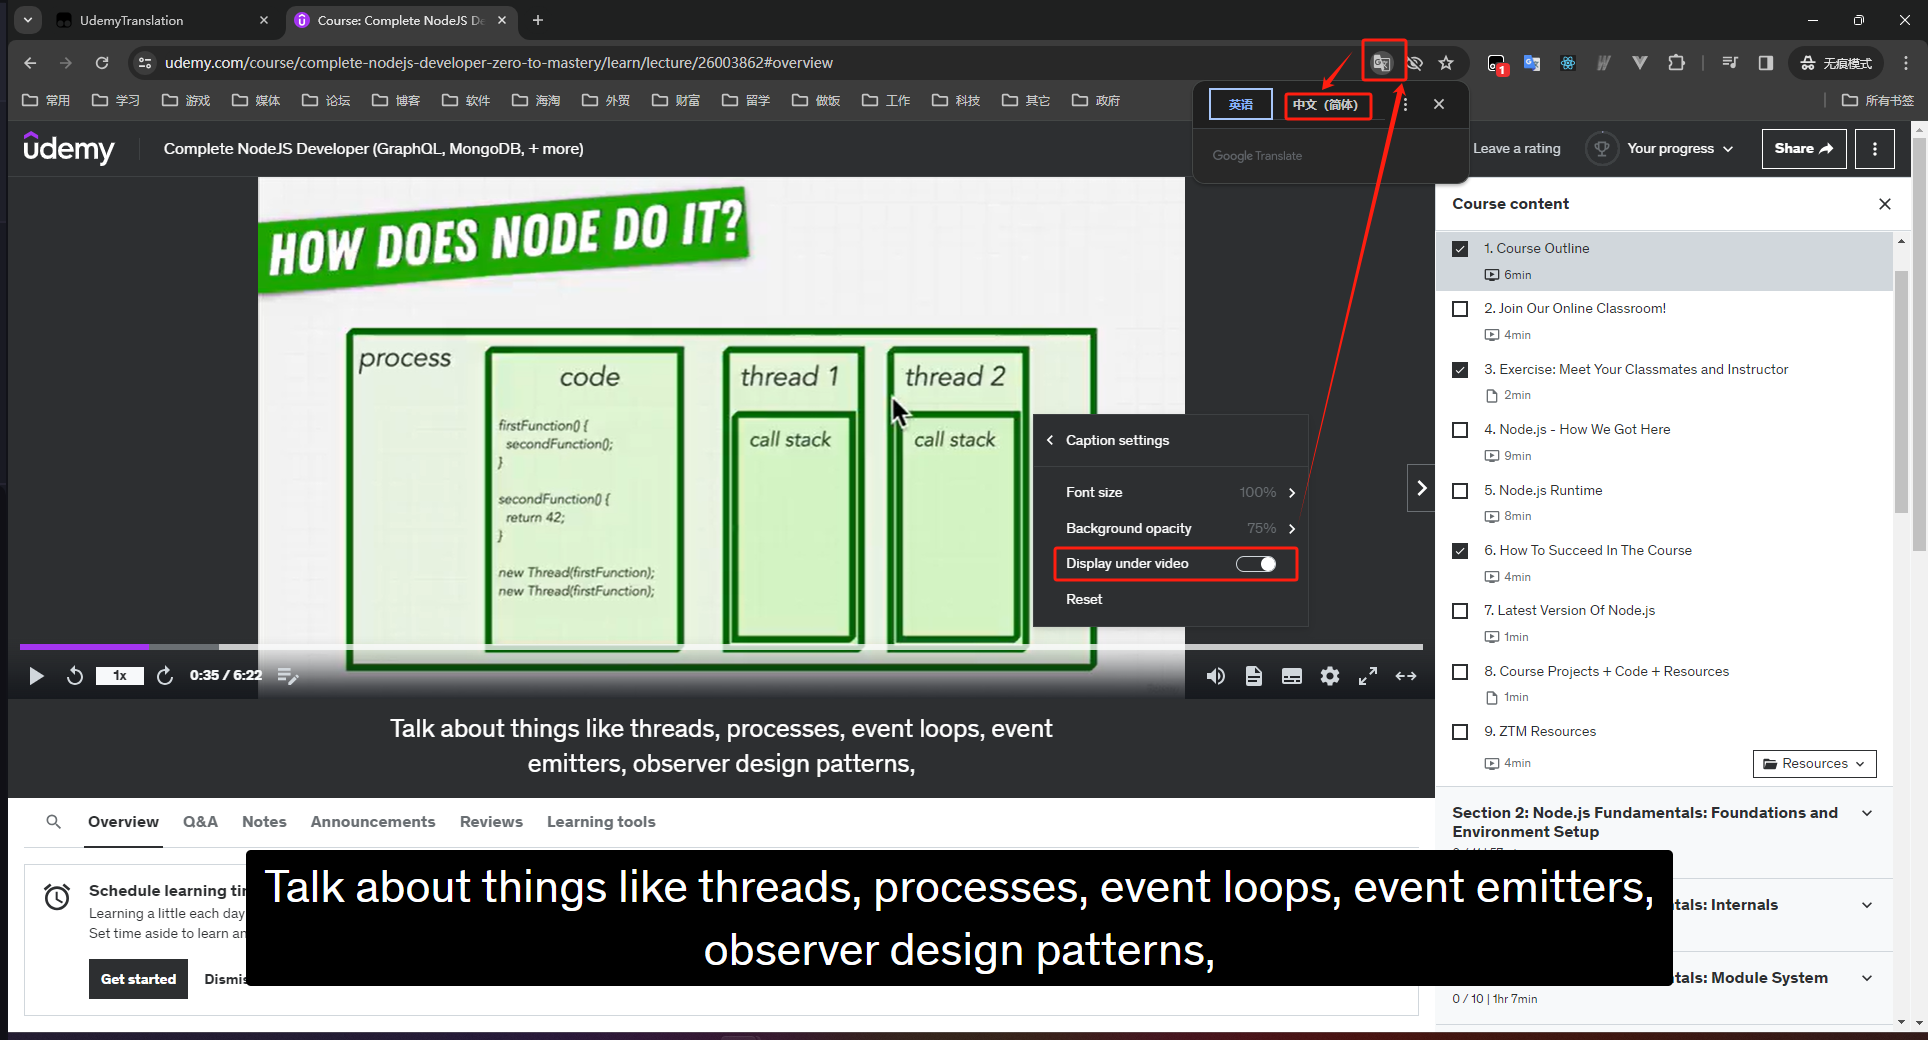 UdemyTranslation
Course: Complete NodeJS De
udemy.com/course/complete-nodejs-developer-zero-to-mastery/learn/lecture/26003862#overview
1
无痕模式
常用
学习
游戏
媒体
论坛
博客
软件
海淘
外贸
财富
留学
做饭
工作
科技
其它
政府
所有书签
英语
中文（简体）
Google Translate
udemy
Complete NodeJS Developer (GraphQL, MongoDB, + more)
Leave a rating
Your progress
Share
HOW DOES NODE DO IT?
process
code
firstFunction() {
secondFunction();
}
secondFunction() {
return 42;
}
new Thread(firstFunction);
new Thread(firstFunction);
thread 1
call stack
thread 2
call stack
Caption settings
Font size 100%
Background opacity 75%
Display under video
Reset
1x
0:35 / 6:22
Talk about things like threads, processes, event loops, event
emitters, observer design patterns,
Course content
1. Course Outline
6min
2. Join Our Online Classroom!
4min
3. Exercise: Meet Your Classmates and Instructor
2min
4. Node.js - How We Got Here
9min
5. Node.js Runtime
8min
6. How To Succeed In The Course
4min
7. Latest Version Of Node.js
1min
8. Course Projects + Code + Resources
1min
9. ZTM Resources
4min
Resources
Section 2: Node.js Fundamentals: Foundations and
Environment Setup
tals: Internals
tals: Module System
0 / 10 | 1hr 7min
Overview
Q&A
Notes
Announcements
Reviews
Learning tools
Schedule learning tir
Learning a little each day
Set time aside to learn an
Get started
Dismis
Talk about things like threads, processes, event loops, event emitters,
observer design patterns,